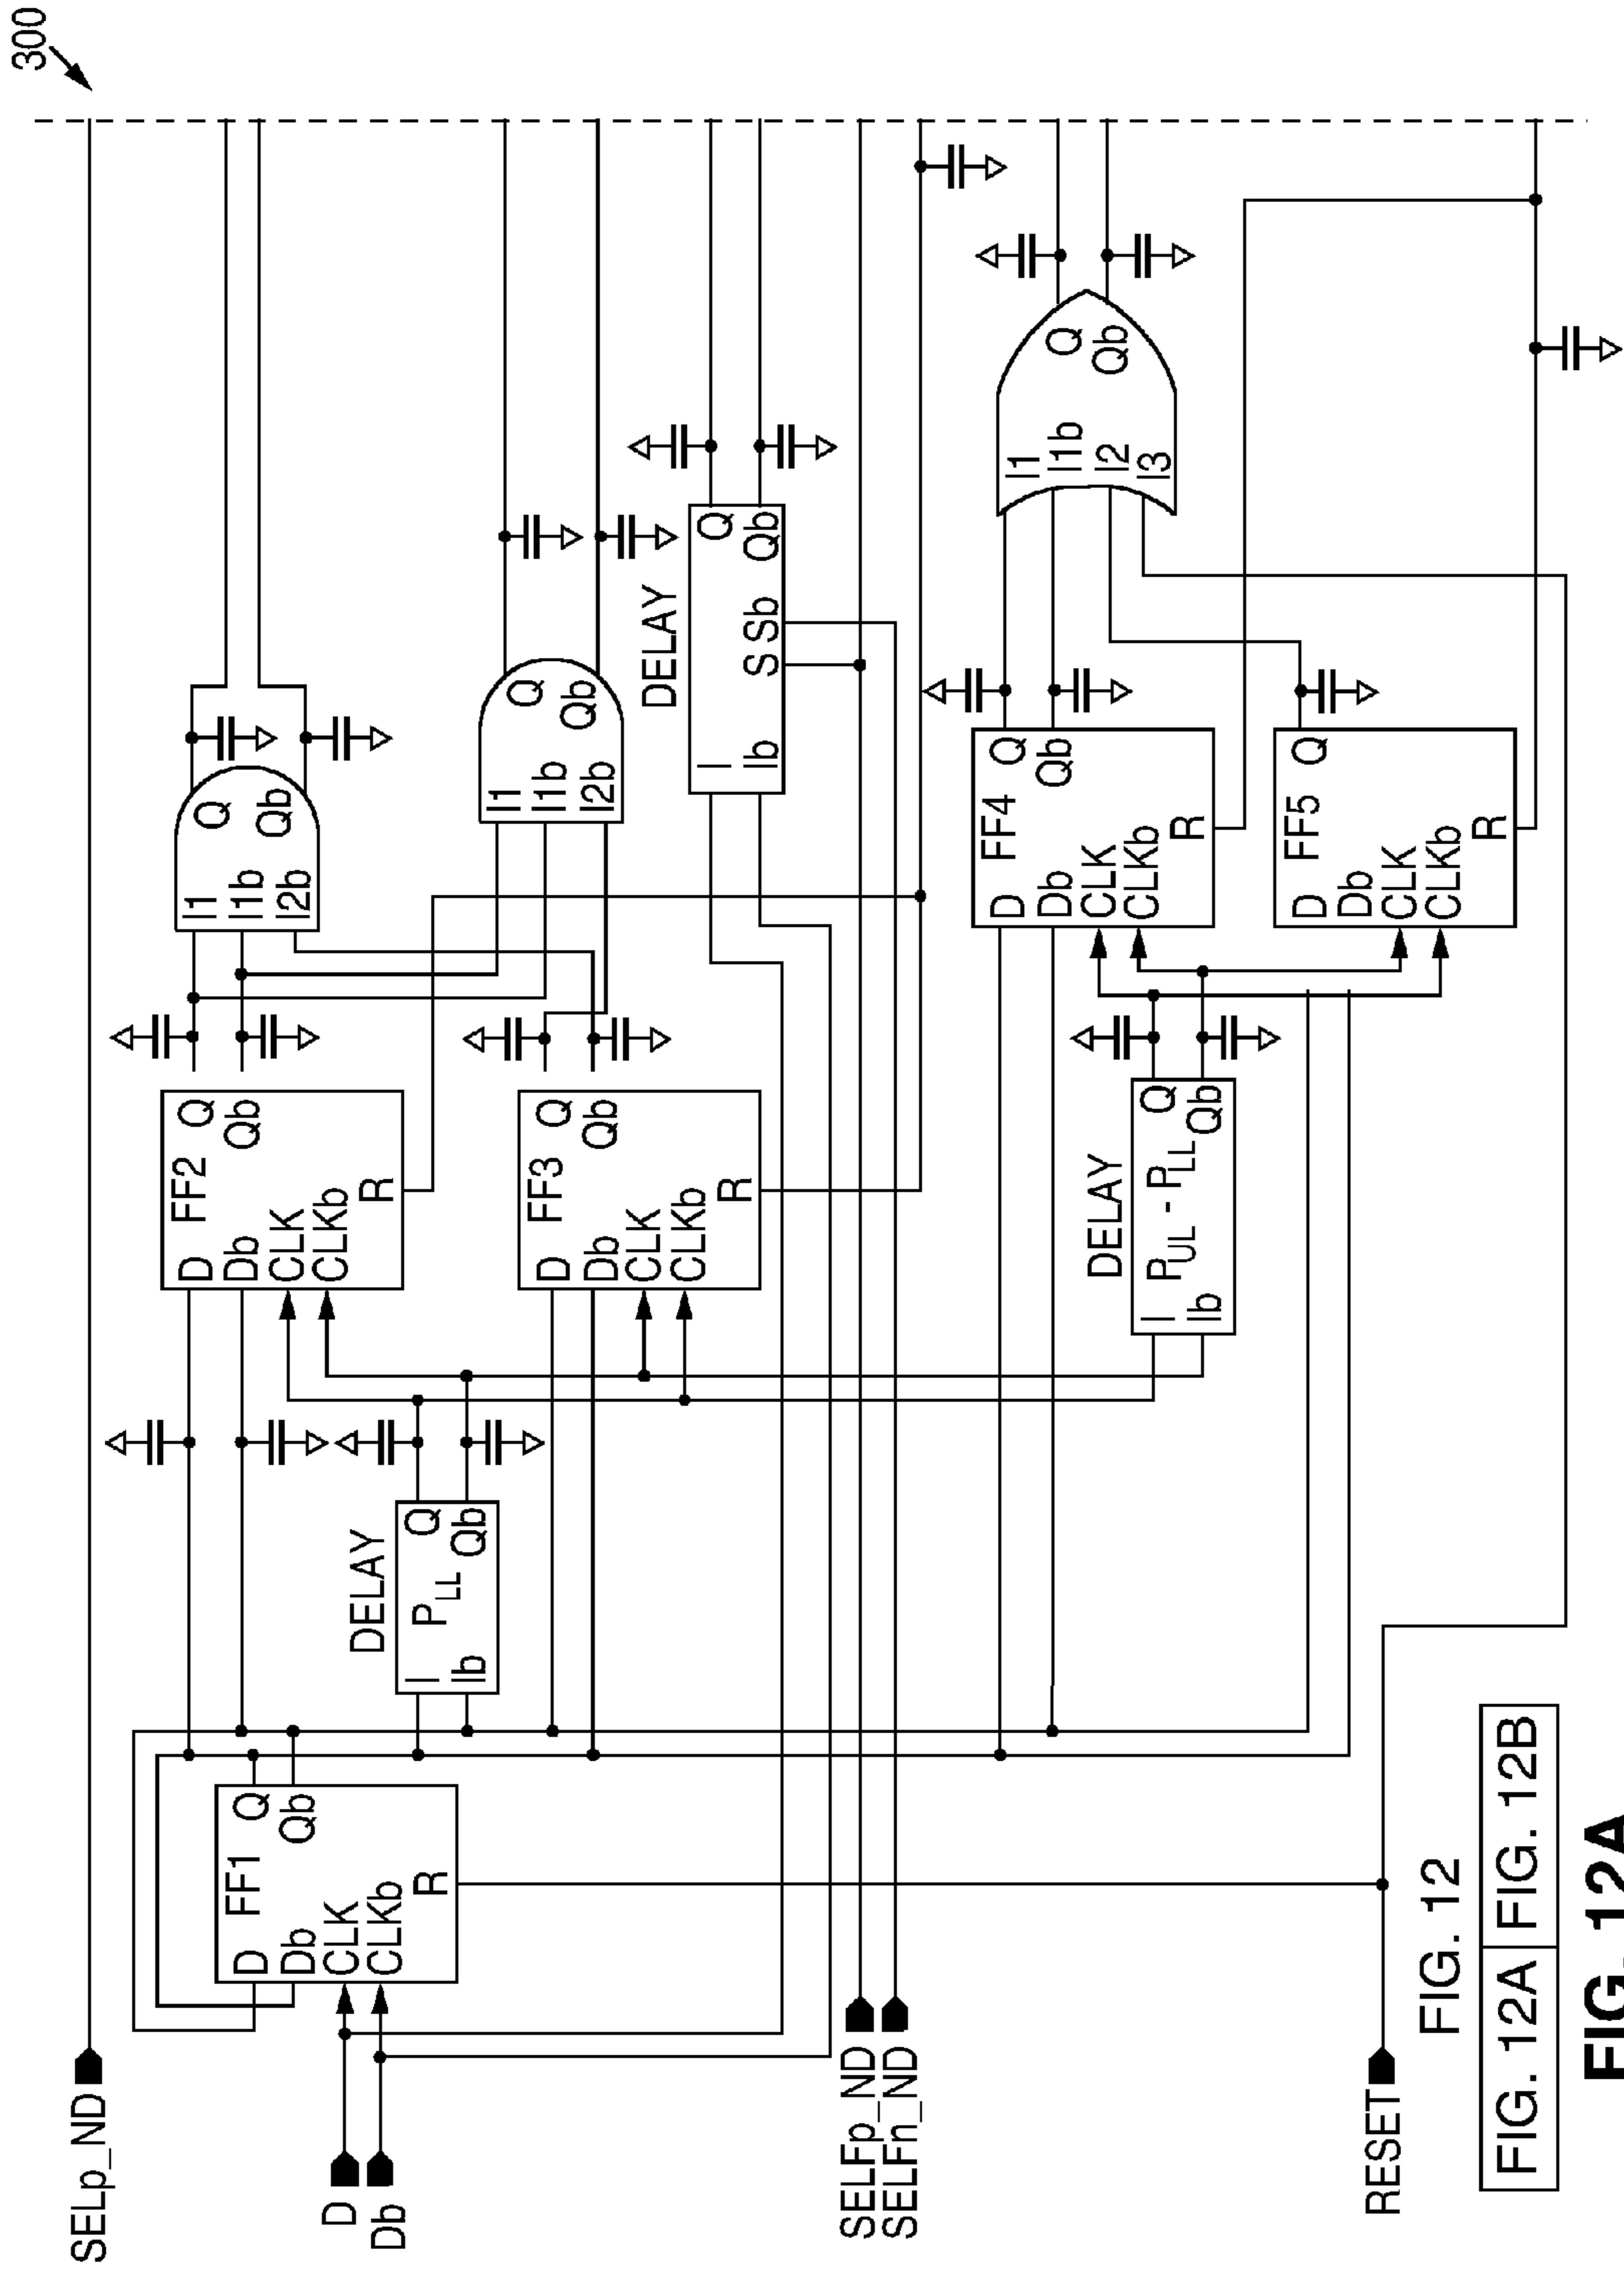 300
SELp_ND
D
Db
FF1
D
Db
CLK
CLKb
R
Q
Qb
DELAY
I
Ib
PLL
Q
Qb
FF2
D
Db
CLK
CLKb
R
Q
Qb
FF3
D
Db
CLK
CLKb
R
Q
Qb
I1
I1b
I2b
Q
Qb
I1
I1b
I2b
Q
Qb
DELAY
I
Ib
S
Sb
Q
Qb
SELFp_ND
SELFn_ND
DELAY
I
Ib
PUL - PLL
Q
Qb
FF4
D
Db
CLK
CLKb
R
Q
Qb
FF5
D
Db
CLK
CLKb
R
Q
I1
I1b
I2
I3
Q
Qb
RESET
FIG. 12
FIG. 12A FIG. 12B
FIG. 12A